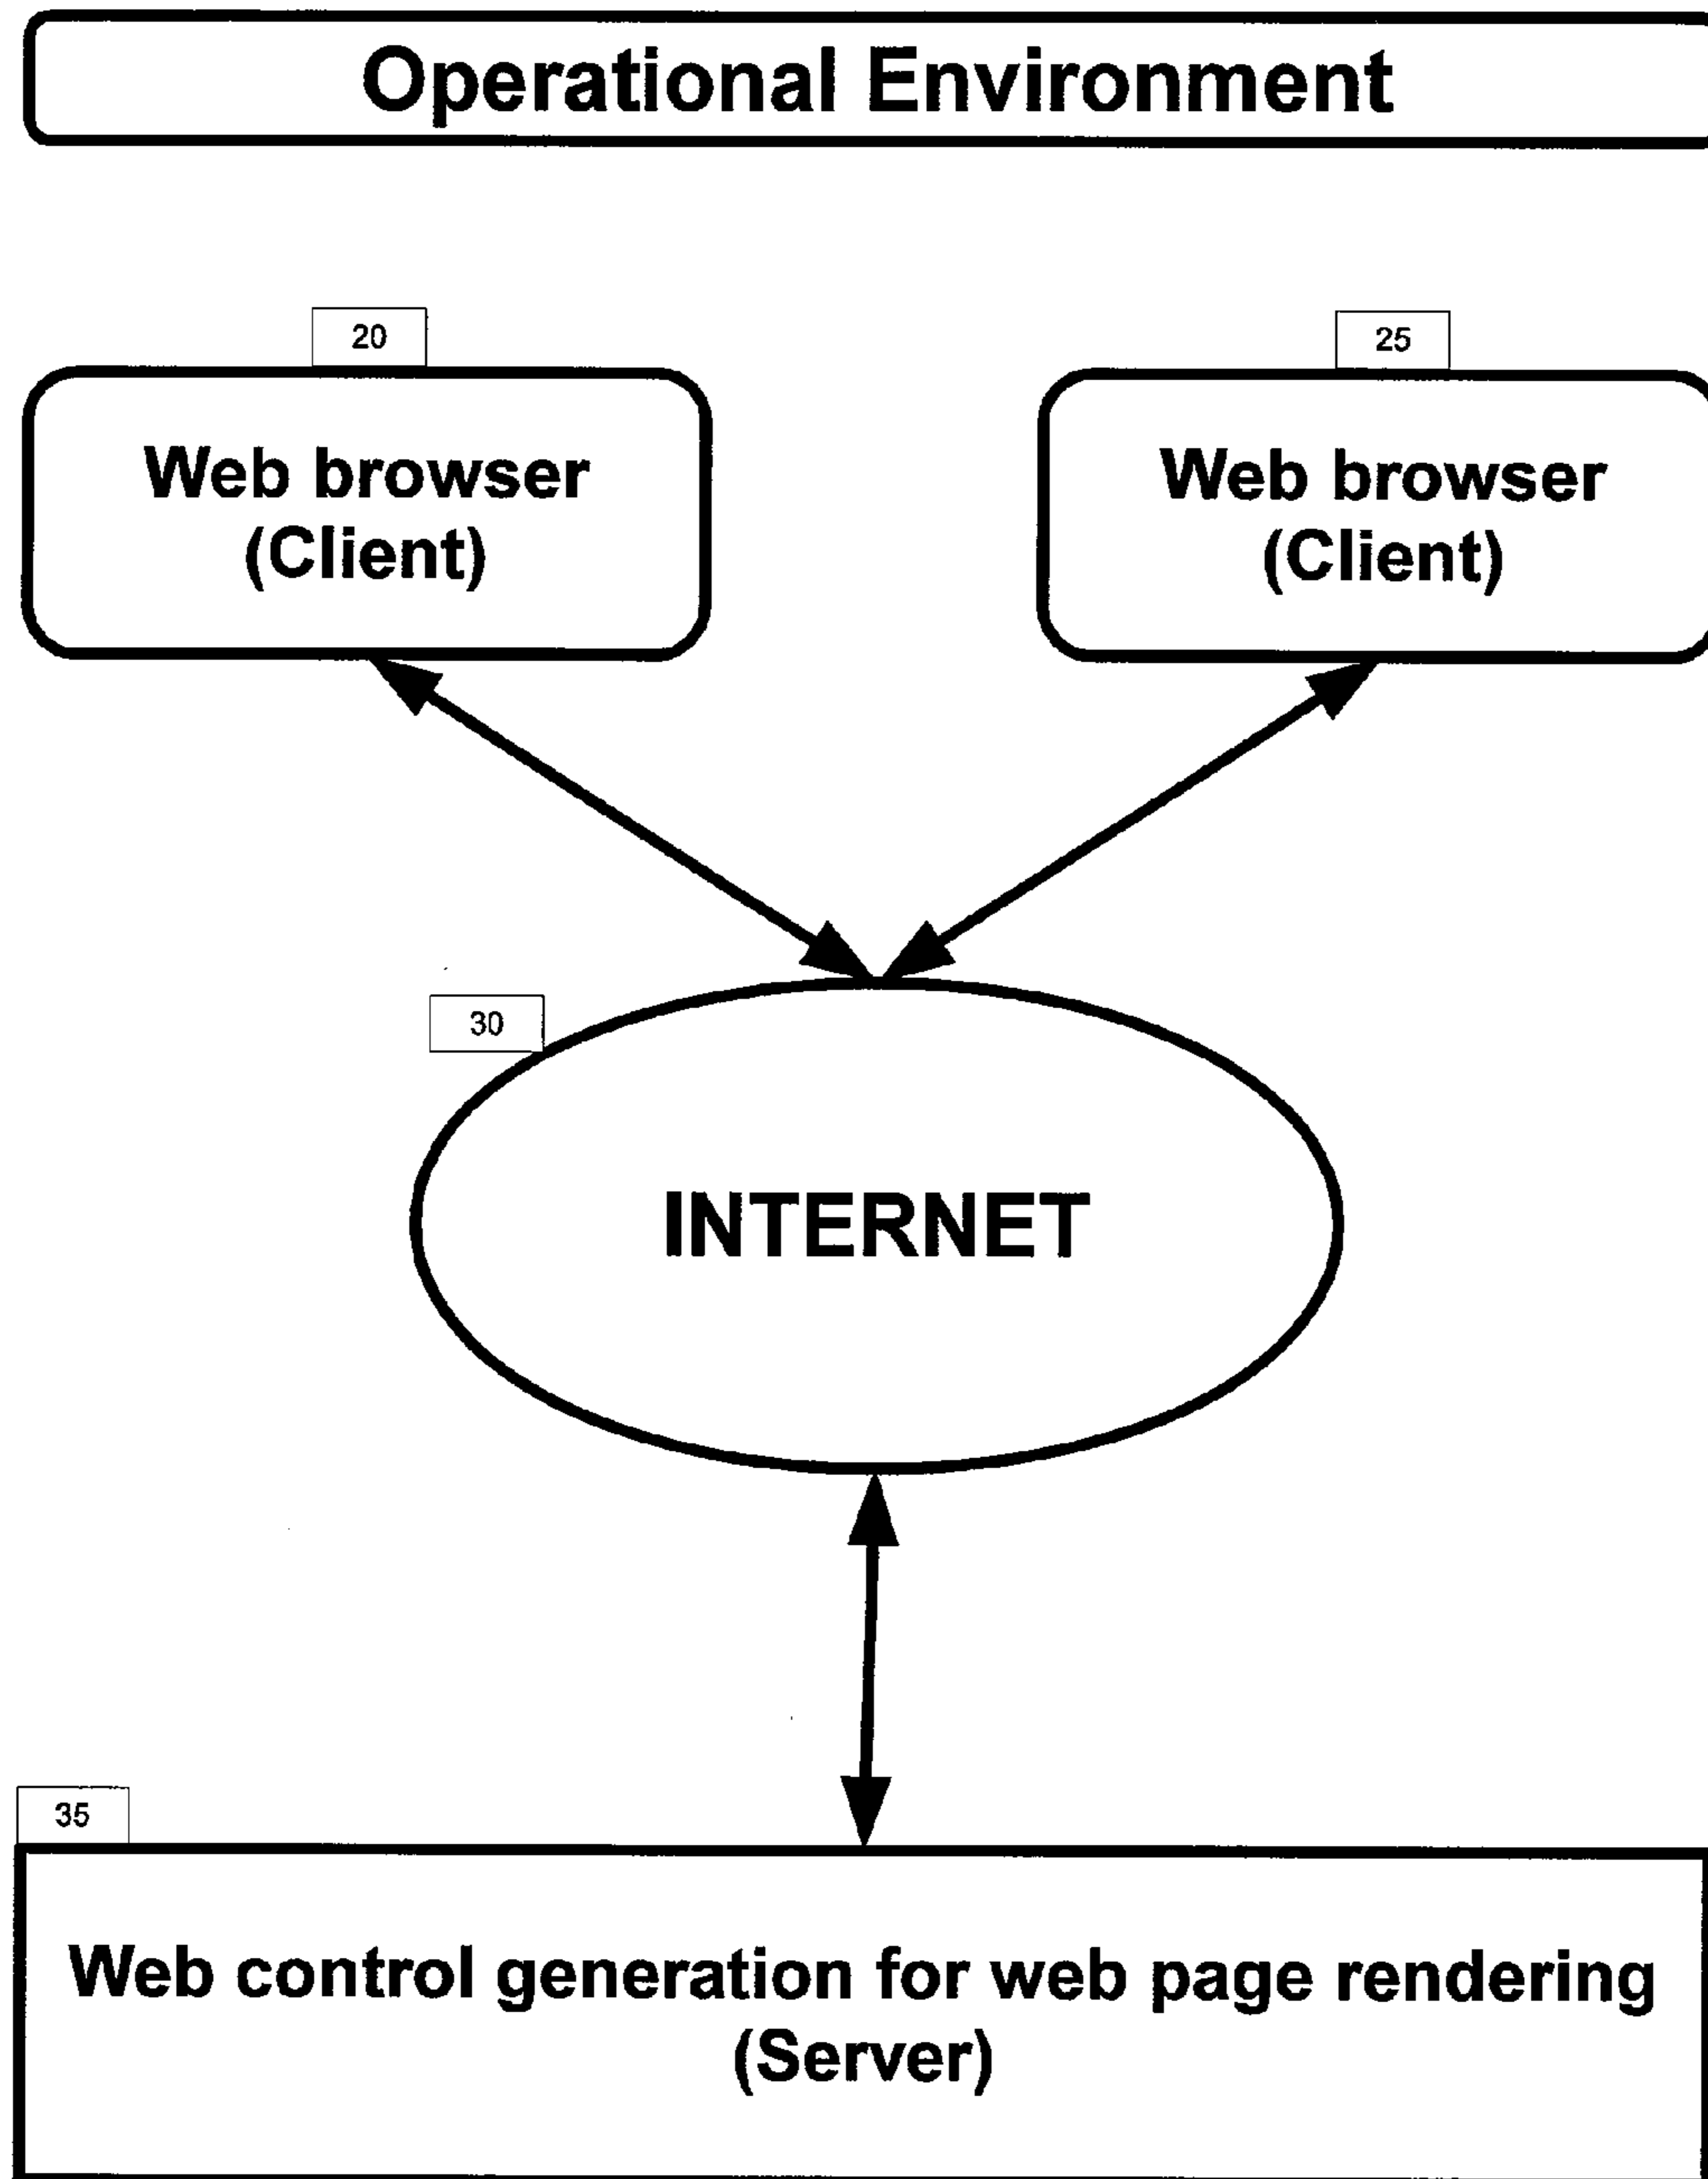 Operational Environment
20
25
Web browser
(Client)
Web browser
(Client)
30
INTERNET
35
Web control generation for web page rendering
(Server)